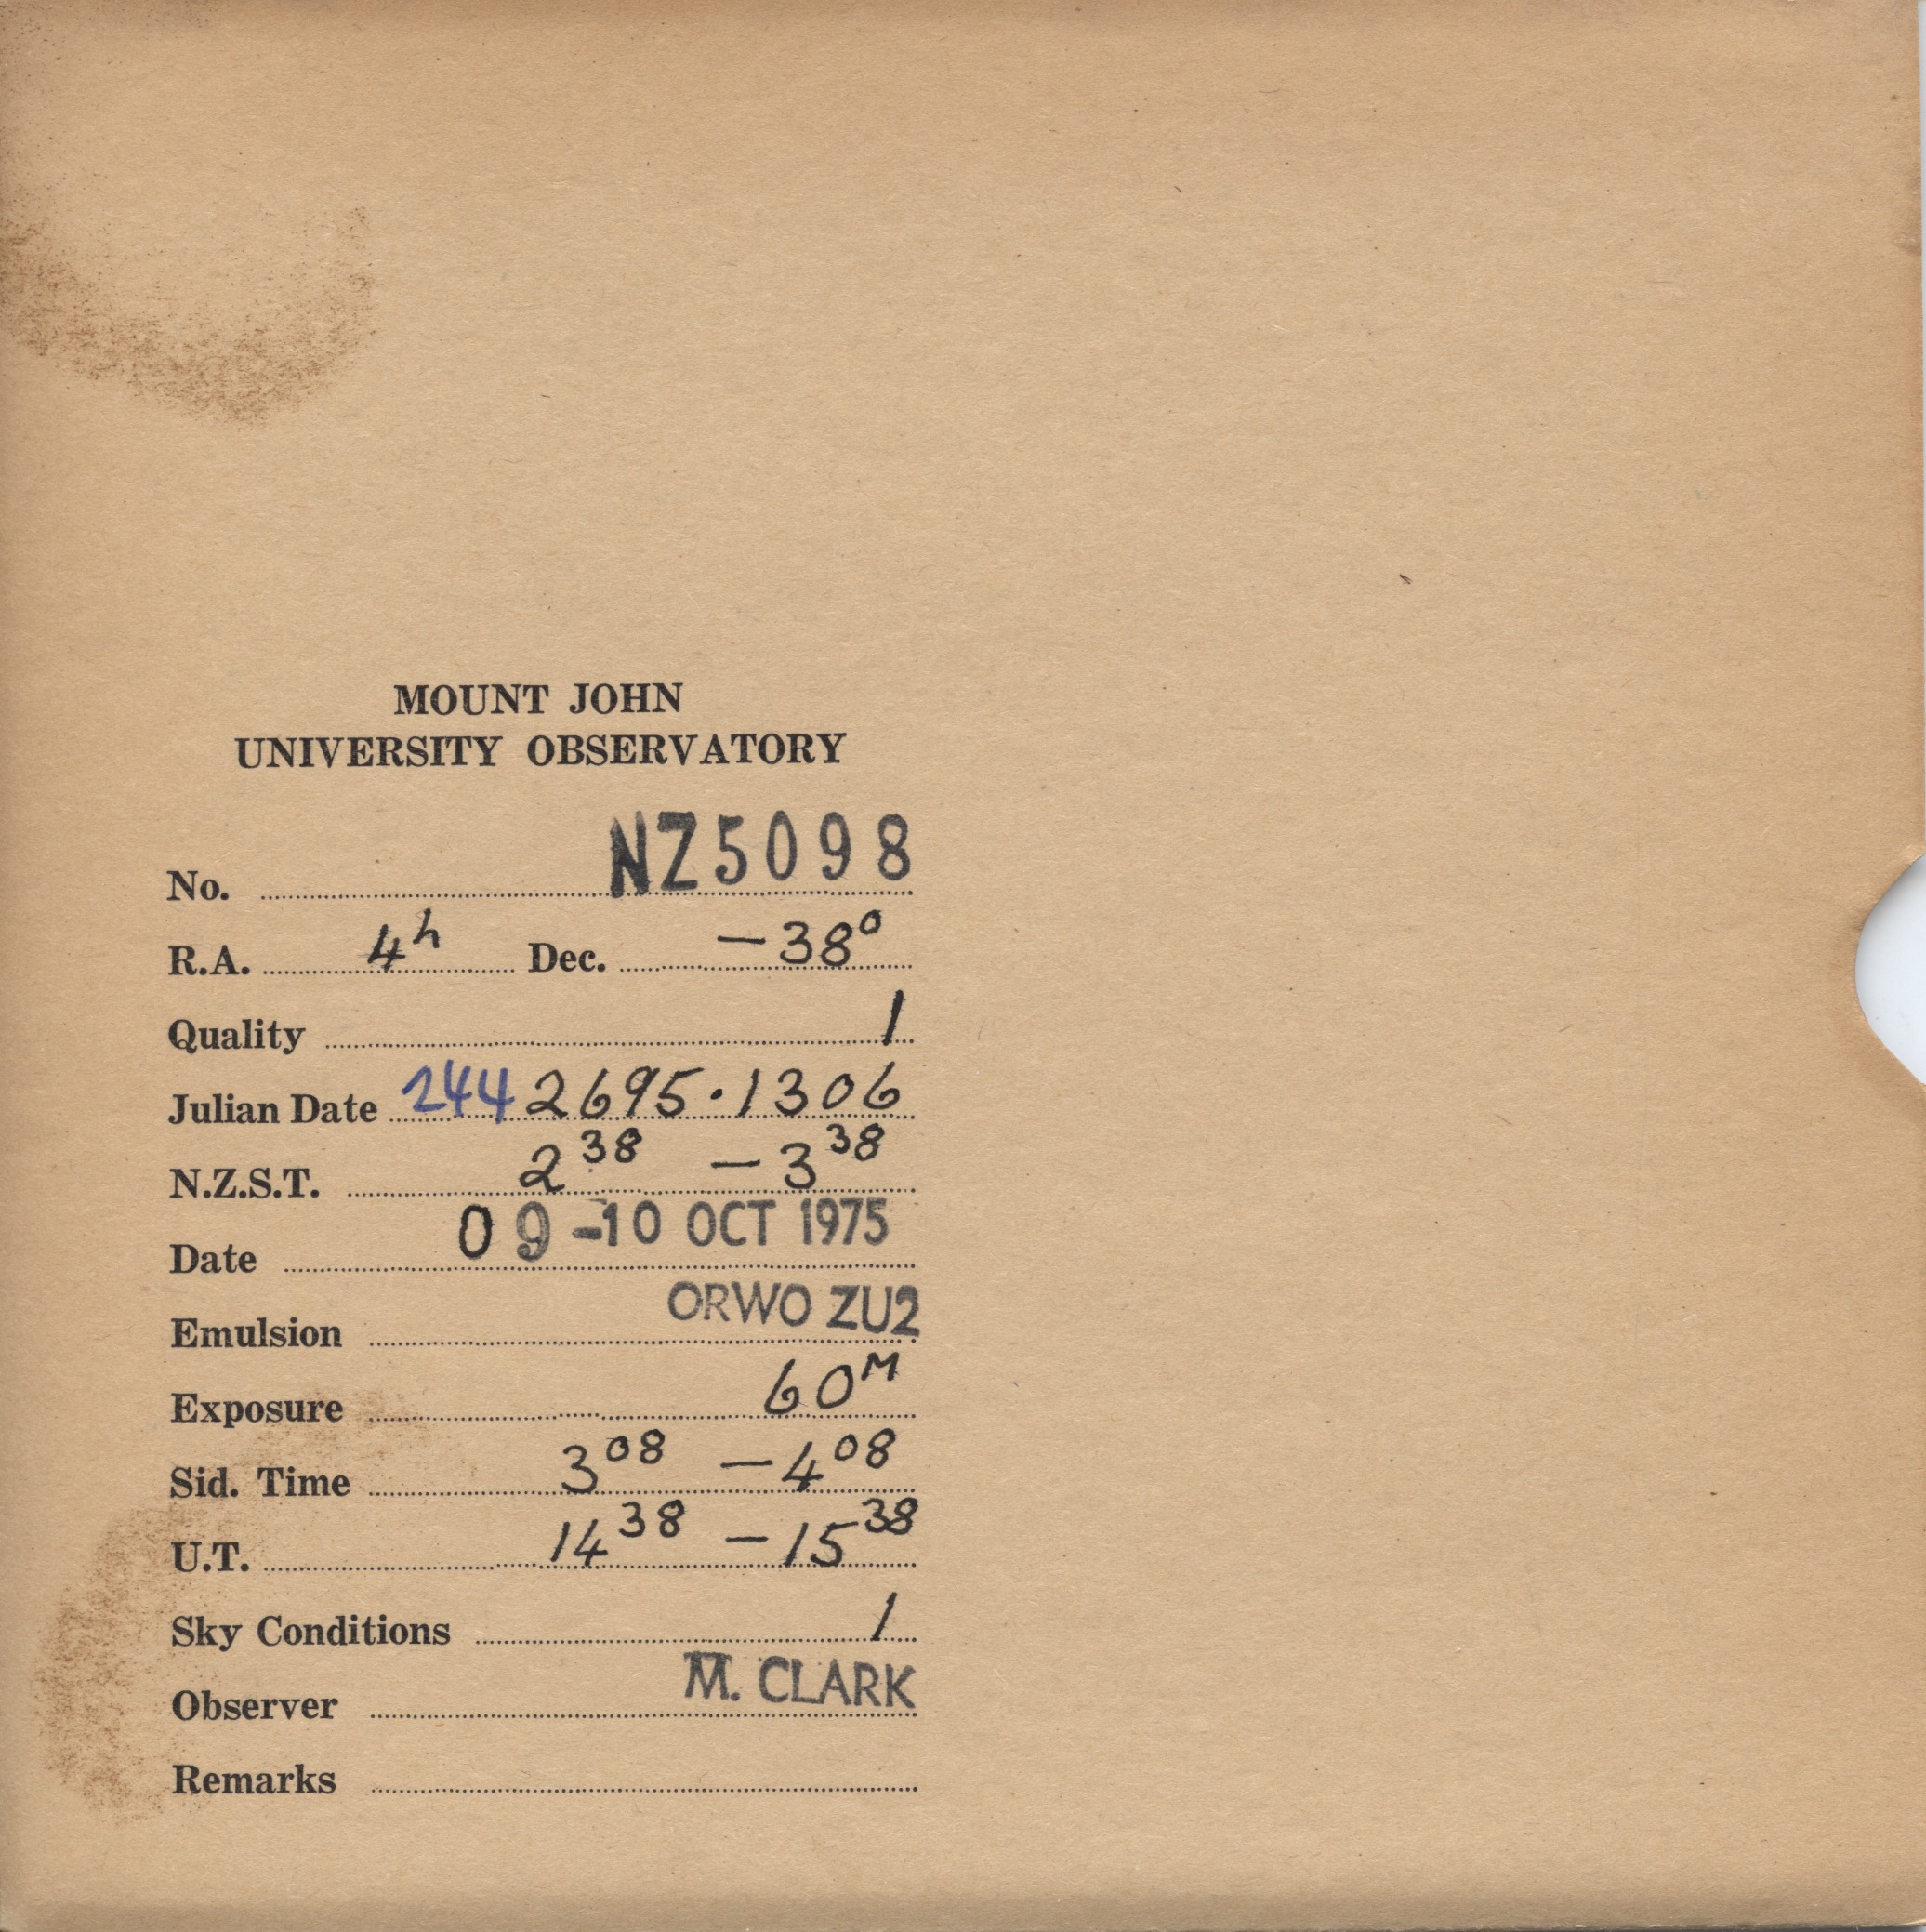 MOUNT JOHN
UNIVERSITY OBSERVATORY
No. NZ5098
R.A. 4h Dec. -38°
Quality 1
Julian Date 2442695.1306
N.Z.S.T. 2 38 - 3 38
Date 09-10 OCT 1975
Emulsion ORWO ZU2
Exposure 60M
Sid. Time 3 08 - 4 08
U.T. 14 38 - 15 38
Sky Conditions 1
Observer M. CLARK
Remarks